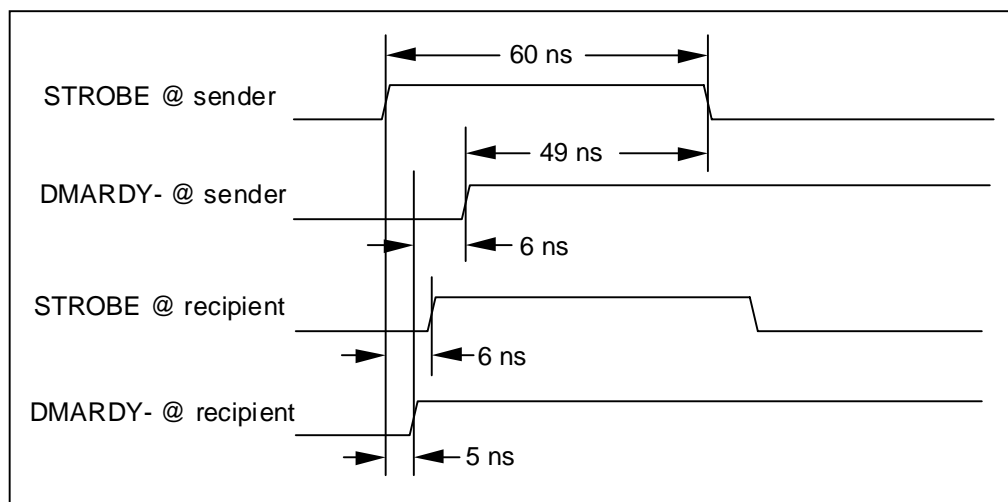 60 ns
STROBE @ sender
49 ns
DMARDY- @ sender
6 ns
STROBE @ recipient
6 ns
DMARDY- @ recipient
5 ns